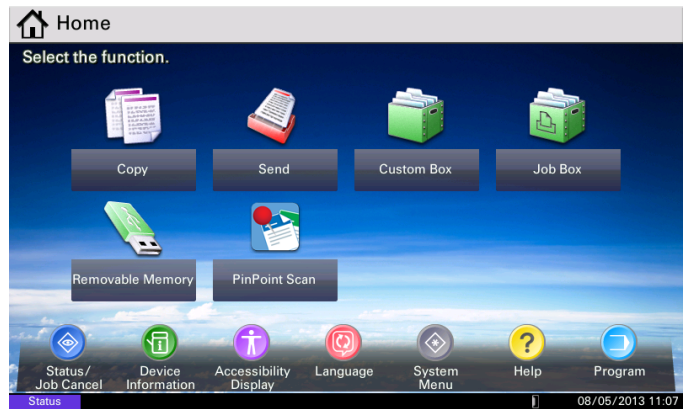 Home
Select the function.
Copy
Send
Custom Box
Job Box
Removable Memory
PinPoint Scan
Status/
Job Cancel
Device
Information
Accessibility
Display
Language
System
Menu
Help
Program
Status
08/05/2013 11:07